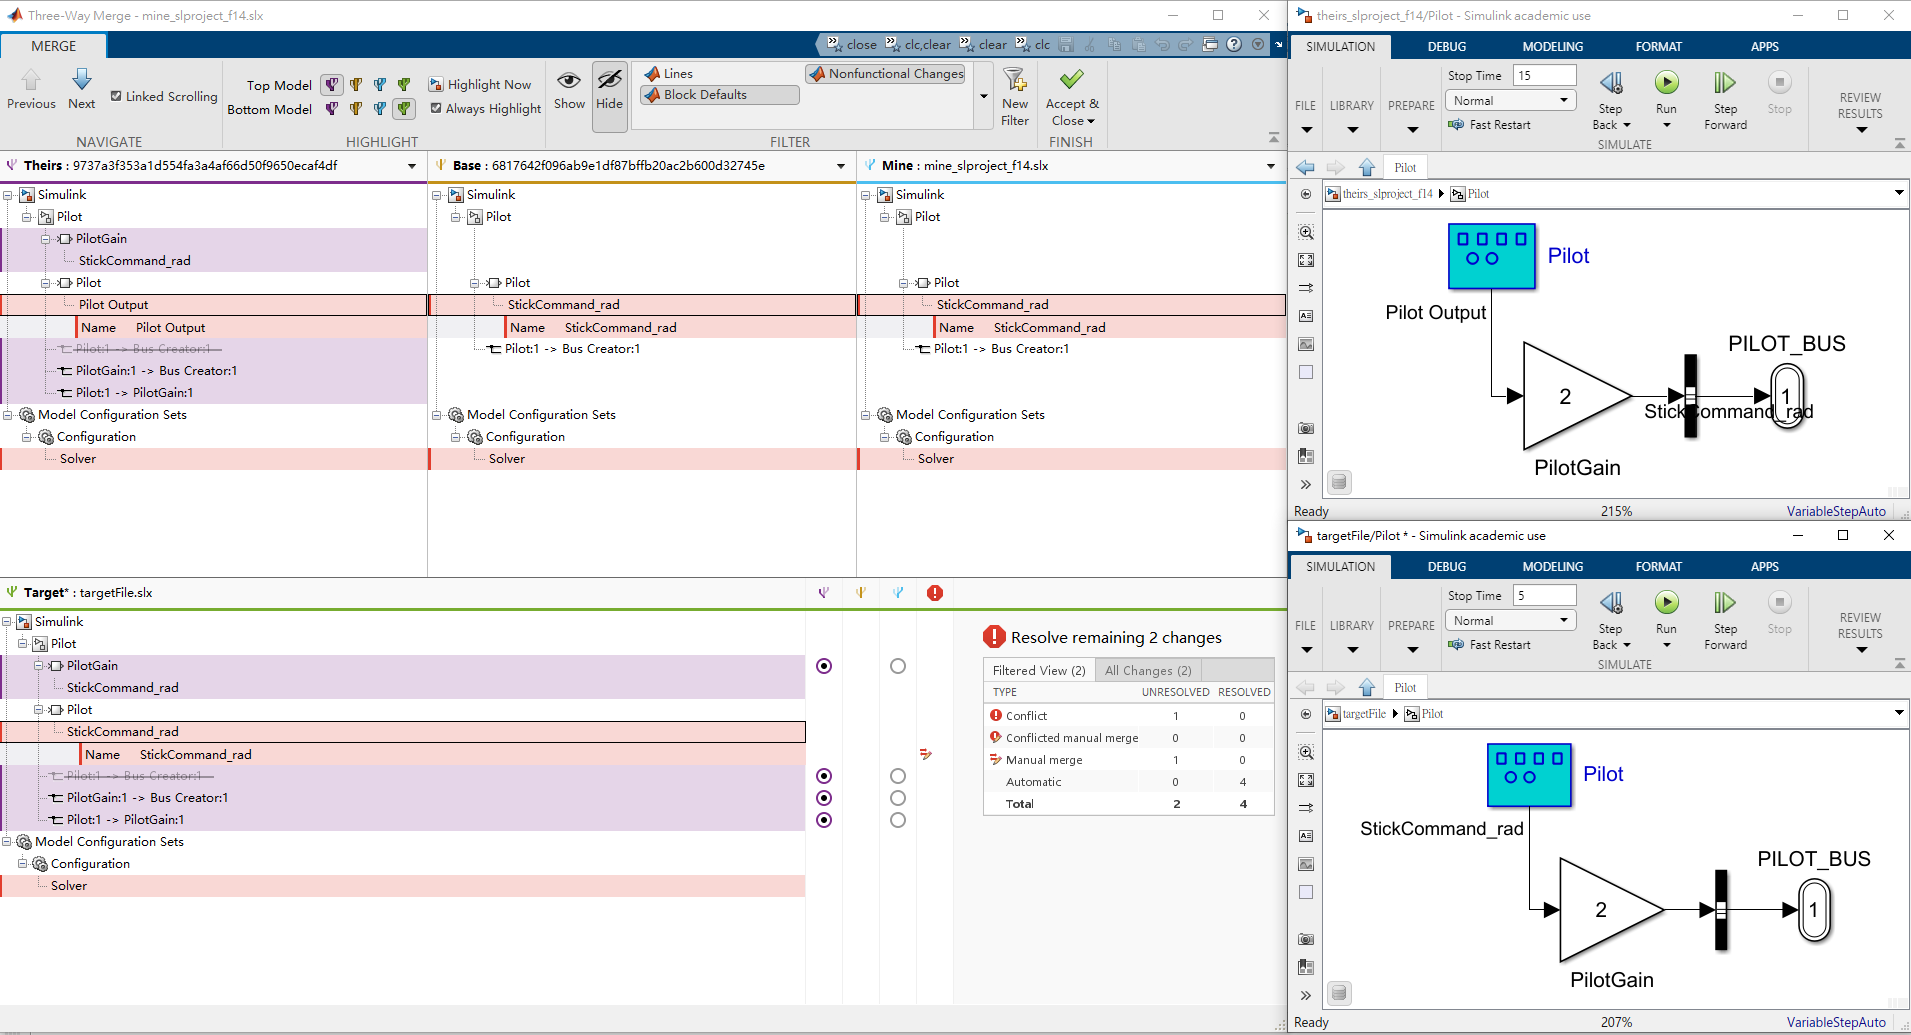 Three-Way Merge - mine_slproject_f14.slx
MERGE
close clc,clear clear clc
Previous
Next
Linked Scrolling
NAVIGATE
Top Model
Bottom Model
Highlight Now
Always Highlight
HIGHLIGHT
Show
Hide
Lines
Nonfunctional Changes
Block Defaults
FILTER
New
Filter
Accept &
Close
FINISH
Theirs : 9737a3f353a1d554fa3a4af66d50f9650ecaf4df
Simulink
Pilot
PilotGain
StickCommand_rad
Pilot
Pilot Output
Name Pilot Output
Pilot:1 -> Bus Creator:1
PilotGain:1 -> Bus Creator:1
Pilot:1 -> PilotGain:1
Model Configuration Sets
Configuration
Solver
Base : 6817642f096ab9e1df87bffb20ac2b600d32745e
Simulink
Pilot
Pilot
StickCommand_rad
Name StickCommand_rad
Pilot:1 -> Bus Creator:1
Model Configuration Sets
Configuration
Solver
Mine : mine_slproject_f14.slx
Simulink
Pilot
Pilot
StickCommand_rad
Name StickCommand_rad
Pilot:1 -> Bus Creator:1
Model Configuration Sets
Configuration
Solver
Target* : targetFile.slx
Simulink
Pilot
PilotGain
StickCommand_rad
Pilot
StickCommand_rad
Name StickCommand_rad
Pilot:1 -> Bus Creator:1
PilotGain:1 -> Bus Creator:1
Pilot:1 -> PilotGain:1
Model Configuration Sets
Configuration
Solver
Resolve remaining 2 changes
Filtered View (2) All Changes (2)
TYPE UNRESOLVED RESOLVED
Conflict 1 0
Conflicted manual merge 0 0
Manual merge 1 0
Automatic 0 4
Total 2 4
theirs_slproject_f14/Pilot - Simulink academic use
SIMULATION DEBUG MODELING FORMAT APPS
FILE
LIBRARY
PREPARE
Stop Time 15
Normal
Fast Restart
Step
Back
Run
Step
Forward
Stop
SIMULATE
REVIEW
RESULTS
Pilot
theirs_slproject_f14 Pilot
Pilot
Pilot Output
PILOT_BUS
2
1
StickCommand_rad
PilotGain
Ready 215% VariableStepAuto
targetFile/Pilot * - Simulink academic use
SIMULATION DEBUG MODELING FORMAT APPS
FILE
LIBRARY
PREPARE
Stop Time 5
Normal
Fast Restart
Step
Back
Run
Step
Forward
Stop
SIMULATE
REVIEW
RESULTS
Pilot
targetFile Pilot
Pilot
StickCommand_rad
PILOT_BUS
2
1
PilotGain
Ready 207% VariableStepAuto